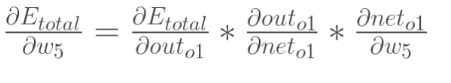 ∂E_total/∂w_5 = ∂E_total/∂out_o1 * ∂out_o1/∂net_o1 * ∂net_o1/∂w_5